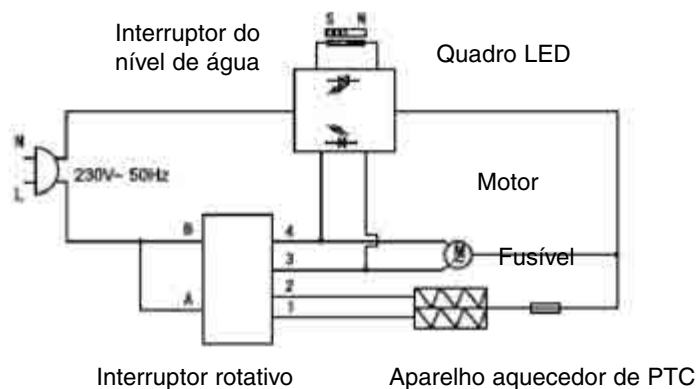 S N
Interruptor do
nível de água
Quadro LED
N
230V~ 50Hz
L
Motor
B
4
M
Fusível
3
A
2
1
Interruptor rotativo
Aparelho aquecedor de PTC